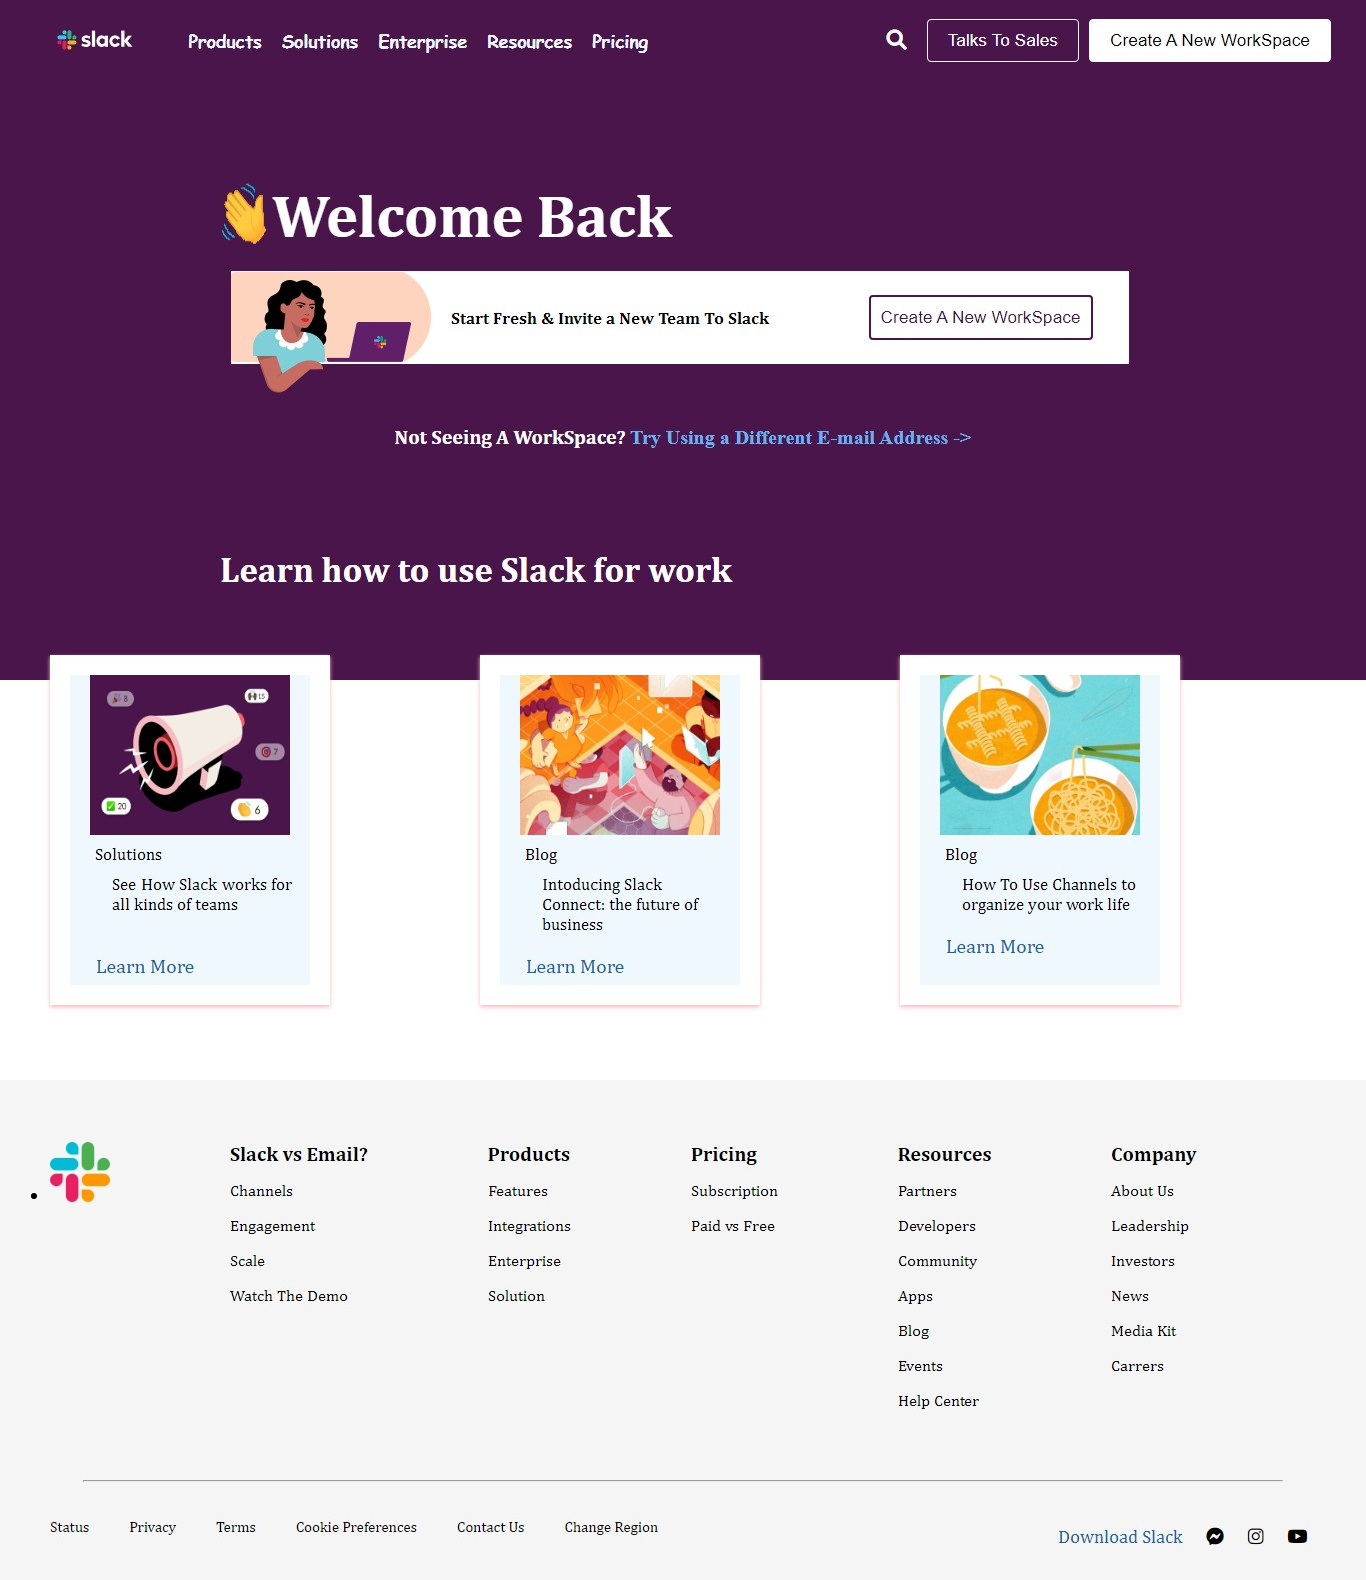 slack Products Solutions Enterprise Resources Pricing Talks To Sales Create A New WorkSpace
Welcome Back
Start Fresh & Invite a New Team To Slack Create A New WorkSpace
Not Seeing A WorkSpace? Try Using a Different E-mail Address ->
Learn how to use Slack for work
8
15
7
20
6
Solutions
See How Slack works for
all kinds of teams
Learn More
Blog
Intoducing Slack
Connect: the future of
business
Learn More
Blog
How To Use Channels to
organize your work life
Learn More
Slack vs Email?
Channels
Engagement
Scale
Watch The Demo
Products
Features
Integrations
Enterprise
Solution
Pricing
Subscription
Paid vs Free
Resources
Partners
Developers
Community
Apps
Blog
Events
Help Center
Company
About Us
Leadership
Investors
News
Media Kit
Carrers
Status Privacy Terms Cookie Preferences Contact Us Change Region Download Slack